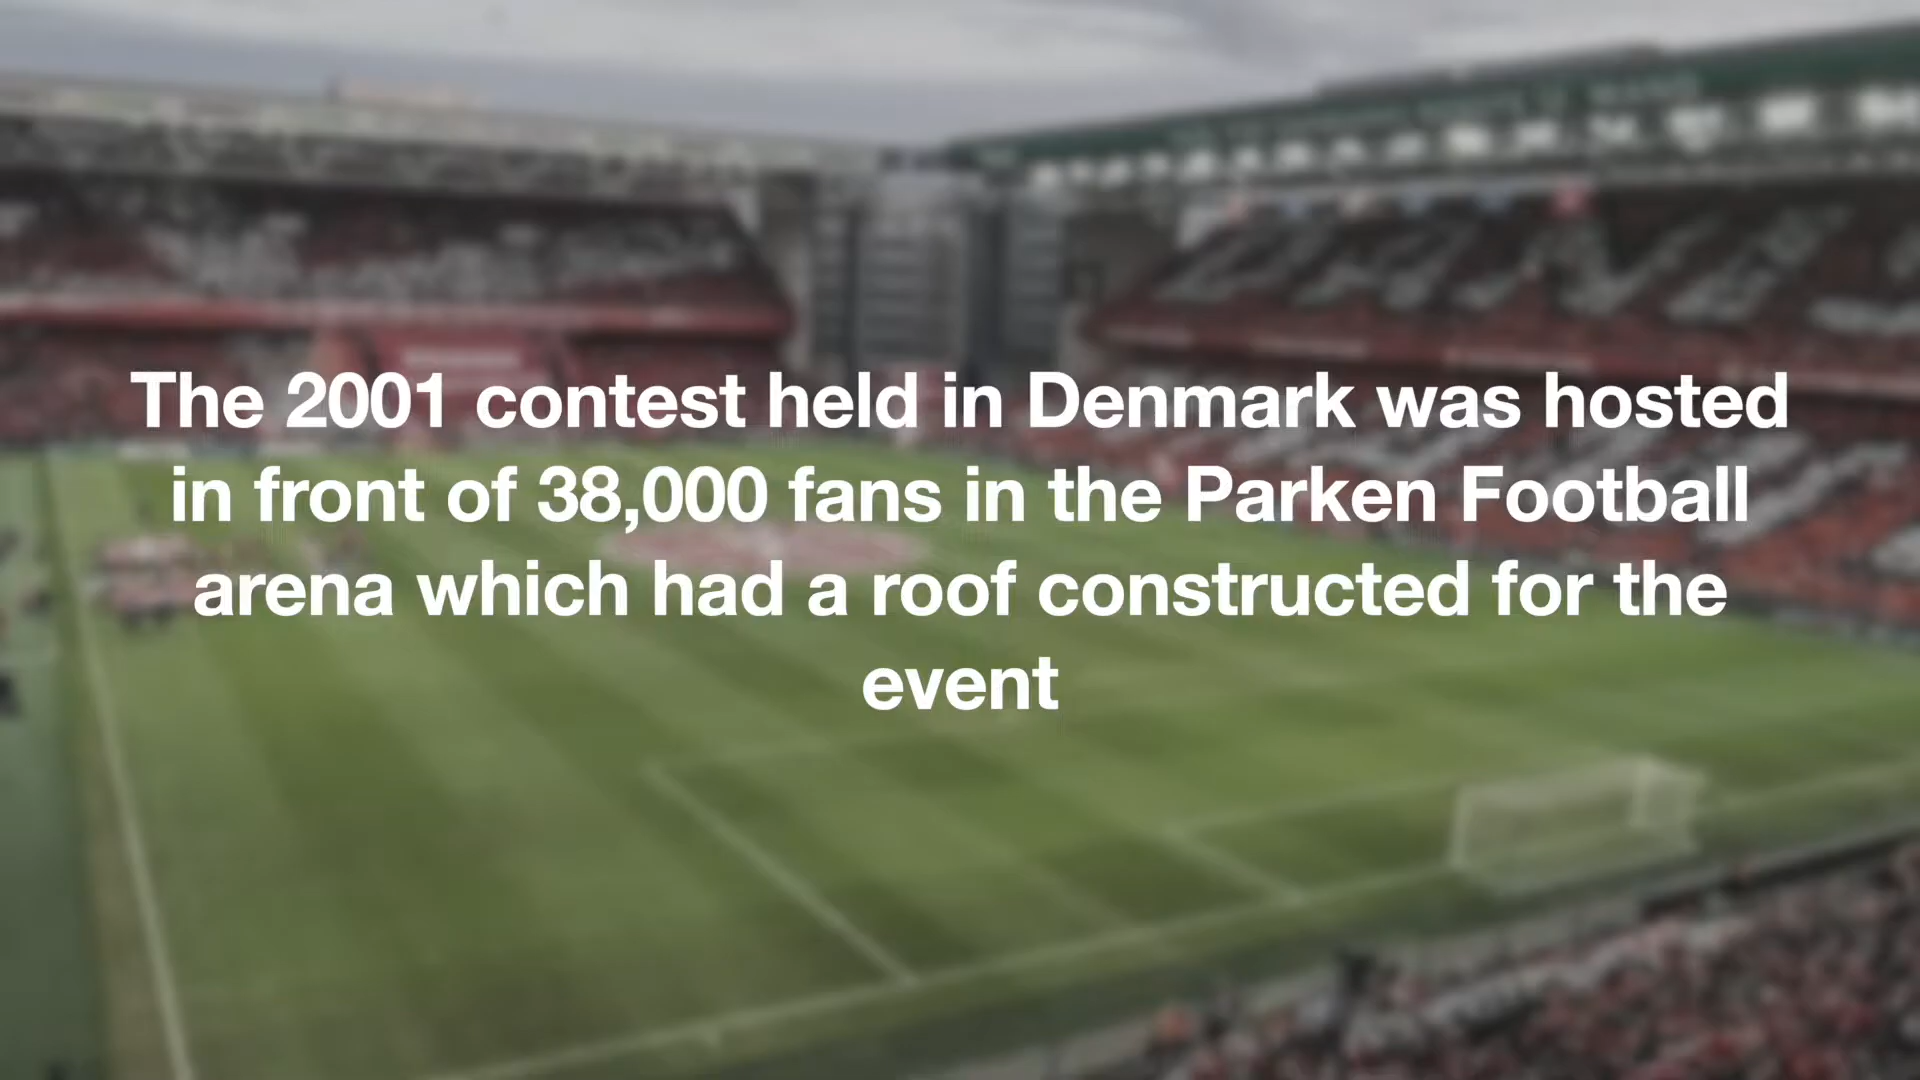 The 2001 contest held in Denmark was hosted
in front of 38,000 fans in the Parken Football
arena which had a roof constructed for the
event